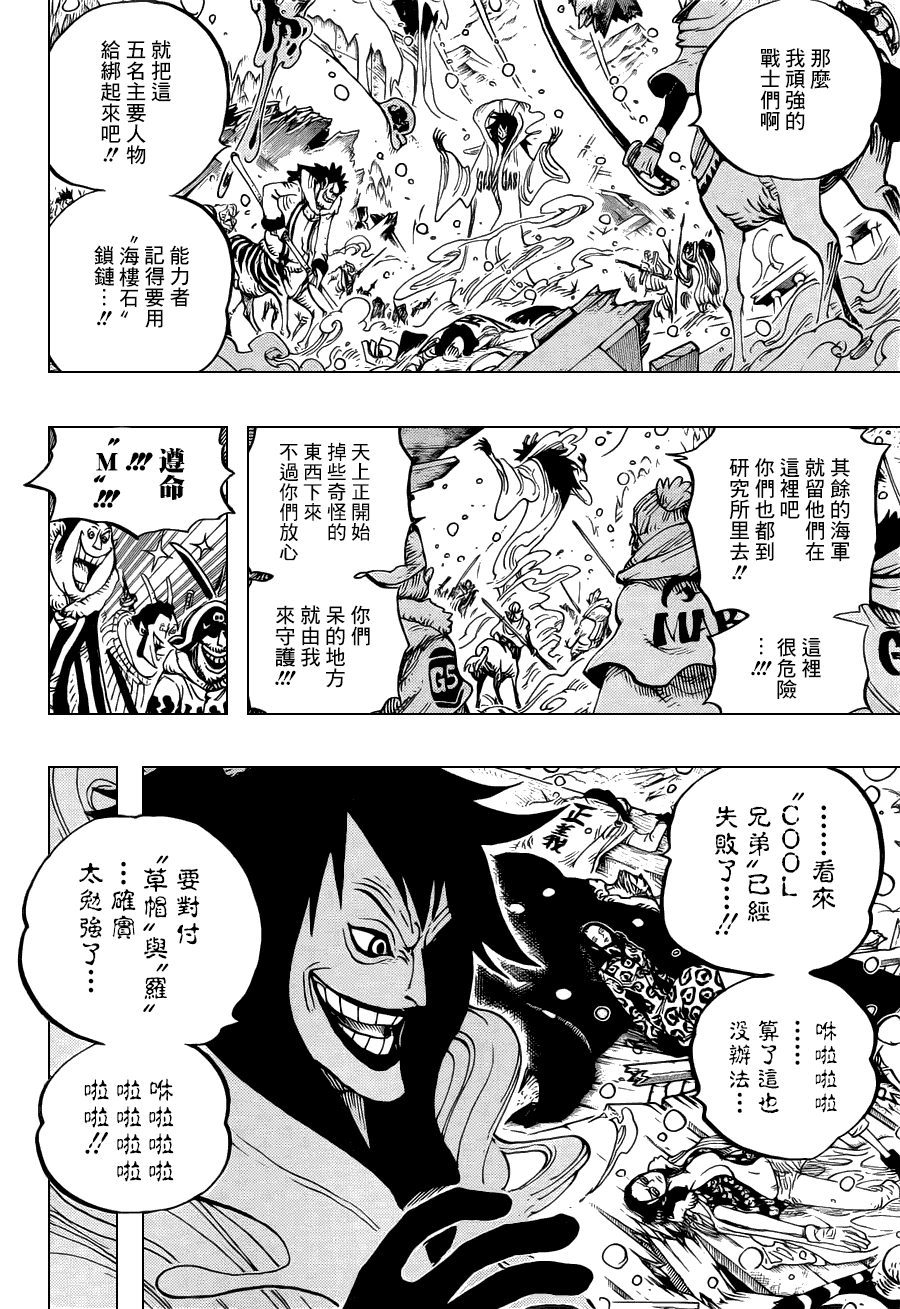 那麼
我頑強的
戰士們啊
就把這
五名主要人物
給綁起來吧!!
能力者
記得要用
“海樓石”
鎖鏈…!!
GAS
GAS
其餘的海軍
就留他們在
這裡吧
你們也都到
研究所里去!!
這裡
很危險
…!!!
MAR
G
天上正開始
掉些奇怪的
東西下來
不過你們放心
你們
呆的地方
就由我
來守護!!!
G5
遵命
!!!
“M”
!!!
……看來
“COOL
兄弟”已經
失敗了…!!
正義
咻啦啦啦
……
算了這也
沒辦法…
要對付
“草帽”與“羅”
…確實
太勉強了…
咻啦啦啦
啦啦啦啦
啦啦!!